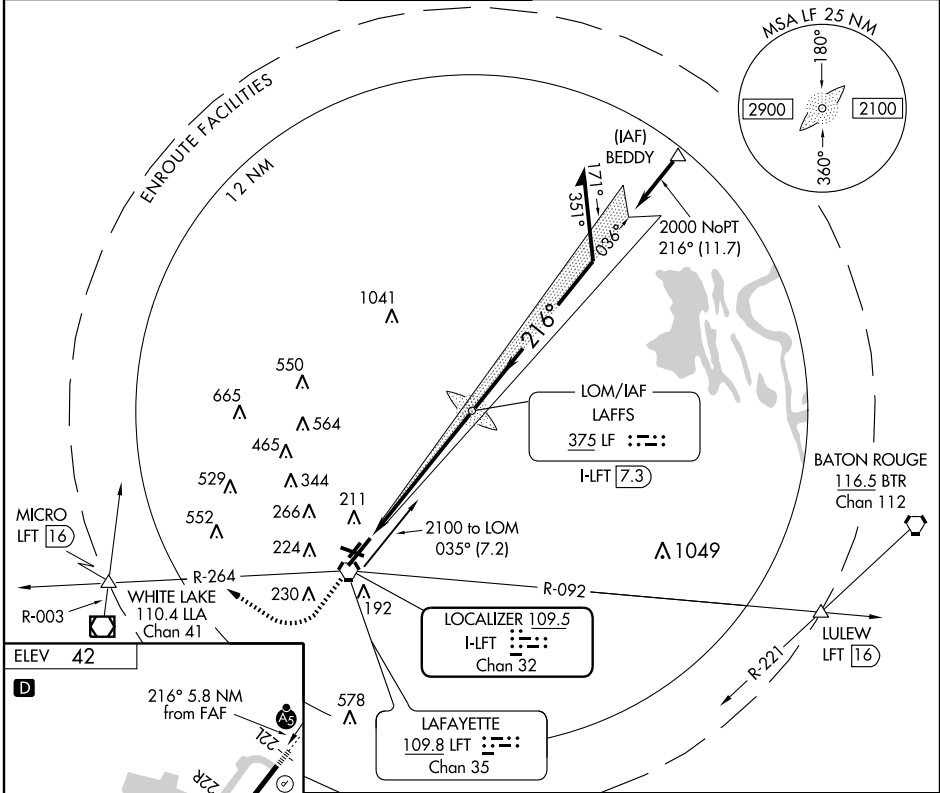 MSA LF 25 NM
180°
2900
2100
360°
ENROUTE FACILITIES
12 NM
(IAF)
BEDDY
171°
351°
036°
2000 NoPT
216° (11.7)
216°
1041
550
665
564
465
529
344
552
266
211
224
230
192
1049
578
LOM/IAF
LAFFS
375 LF
I-LFT 7.3
BATON ROUGE
116.5 BTR
Chan 112
MICRO
LFT 16
2100 to LOM
035° (7.2)
R-264
R-092
R-003
WHITE LAKE
110.4 LLA
Chan 41
LOCALIZER 109.5
I-LFT
Chan 32
LULEW
LFT 16
R-221
LAFAYETTE
109.8 LFT
Chan 35
ELEV 42
D
216° 5.8 NM
from FAF
A5
22L
22R